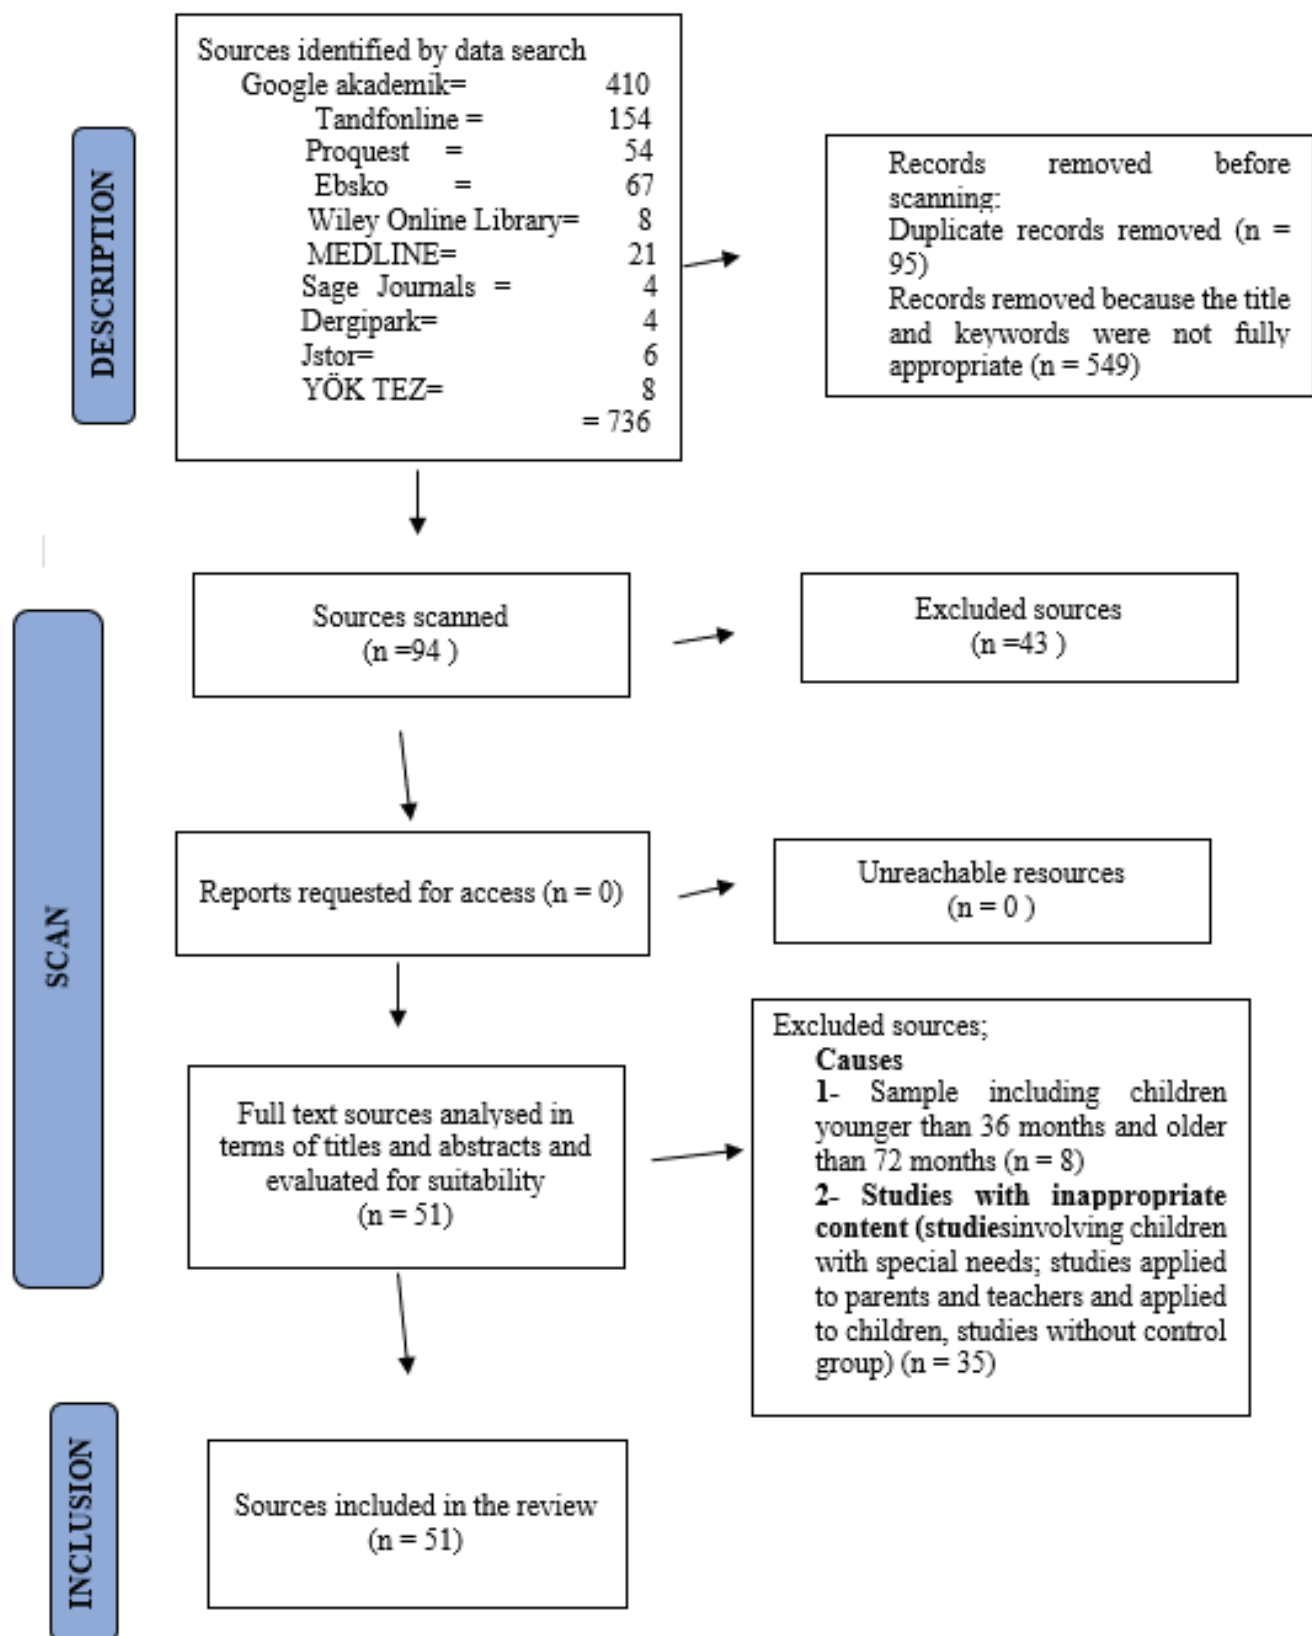 Sources identified by data search
Google akademik= 410
Tandfonline = 154
Proquest = 54
Ebsko = 67
Wiley Online Library= 8
MEDLINE= 21
Sage Journals = 4
Dergipark= 4
Jstor= 6
YÖK TEZ= 8
= 736
DESCRIPTION
Records removed before
scanning:
Duplicate records removed (n =
95)
Records removed because the title
and keywords were not fully
appropriate (n = 549)
SCAN
Sources scanned
(n =94 )
Excluded sources
(n =43 )
Reports requested for access (n = 0)
Unreachable resources
(n = 0 )
Full text sources analysed in
terms of titles and abstracts and
evaluated for suitability
(n = 51)
Excluded sources;
Causes
1- Sample including children
younger than 36 months and older
than 72 months (n = 8)
2- Studies with inappropriate
content (studiesinvolving children
with special needs; studies applied
to parents and teachers and applied
to children, studies without control
group) (n = 35)
INCLUSION
Sources included in the review
(n = 51)